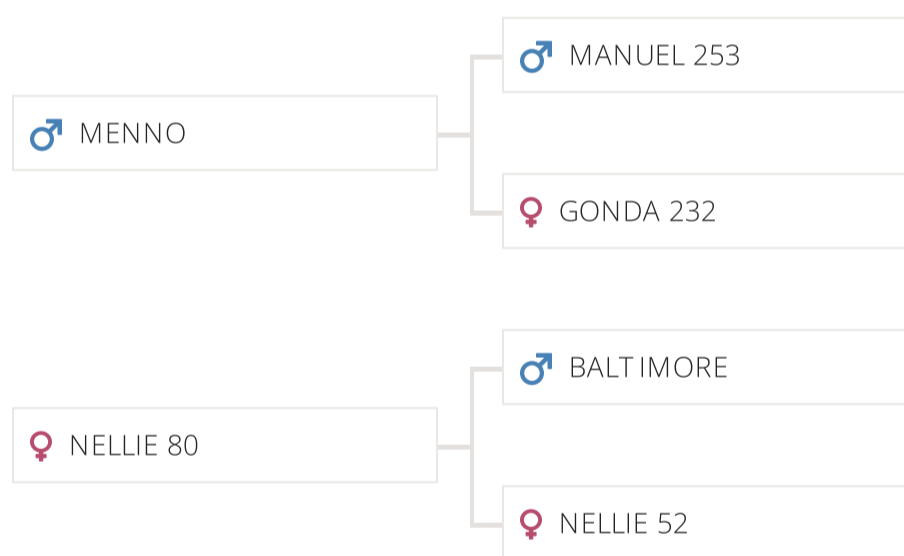 MANUEL 253
MENNO
GONDA 232
BALTIMORE
NELLIE 80
NELLIE 52